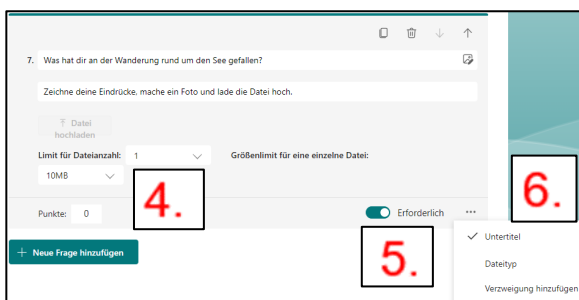 7. Was hat dir an der Wanderung rund um den See gefallen?
Zeichne deine Eindrücke, mache ein Foto und lade die Datei hoch.
Datei
hochladen
Limit für Dateianzahl: 1 Größenlimit für eine einzelne Datei:
10MB
4.
6.
Punkte: 0 Erforderlich ...
5.
Untertitel
+ Neue Frage hinzufügen
Dateityp
Verzweigung hinzufügen